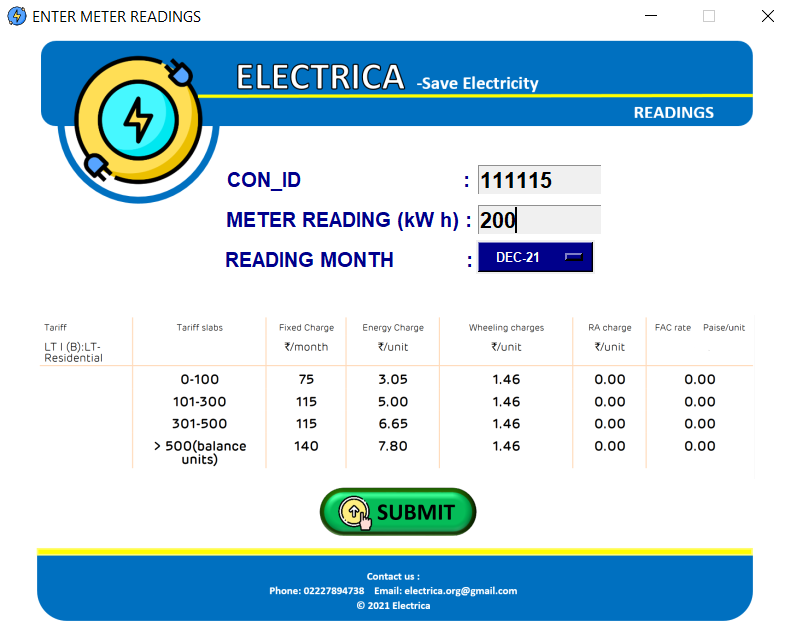 ENTER METER READINGS
ELECTRICA -Save Electricity
READINGS
CON_ID : 111115
METER READING (kW h) : 200
READING MONTH : DEC-21
Tariff Tariff slabs Fixed Charge Energy Charge Wheeling charges RA charge FAC rate Paise/unit
LT I (B):LT- ₹/month ₹/unit ₹/unit ₹/unit
Residential
0-100 75 3.05 1.46 0.00 0.00
101-300 115 5.00 1.46 0.00 0.00
301-500 115 6.65 1.46 0.00 0.00
> 500(balance 140 7.80 1.46 0.00 0.00
units)
SUBMIT
Contact us :
Phone: 02227894738 Email: electrica.org@gmail.com
© 2021 Electrica